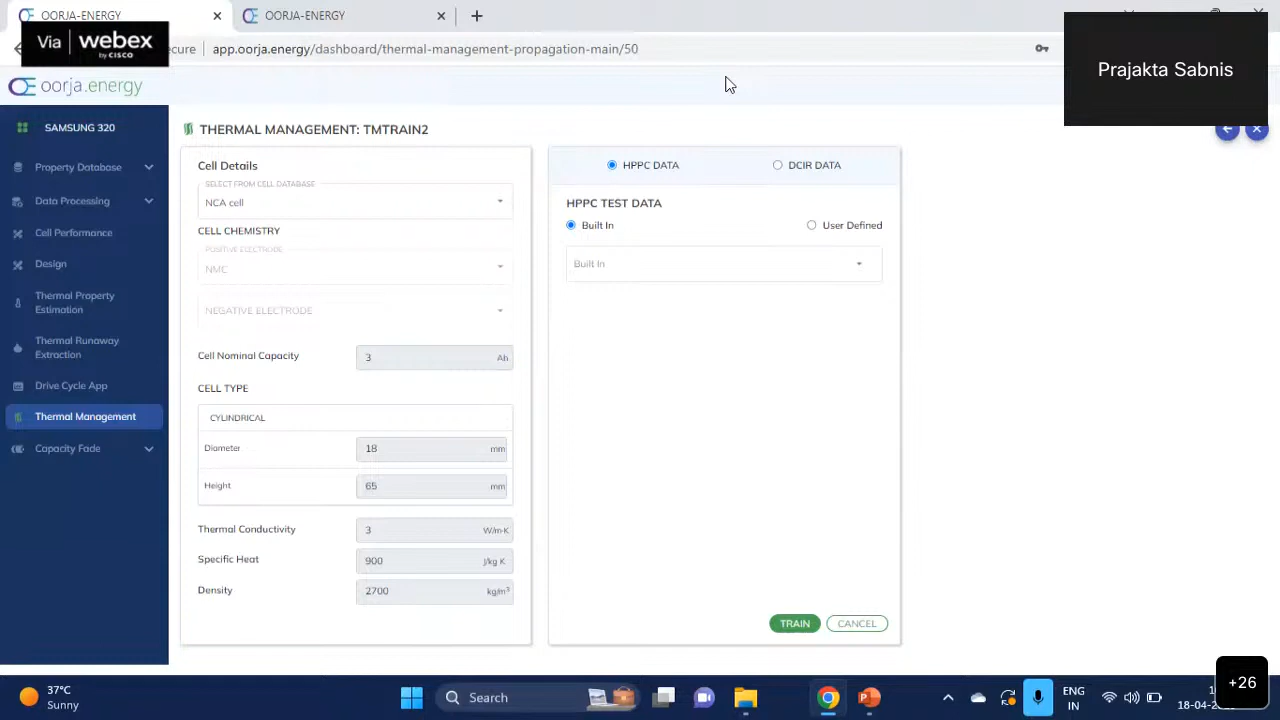 OORJA- ENERGY
OORJA- ENERGY
Via | webex
by CISCO
app.oorja.energy/dashboard/thermal-management-propagation-main/50
Prajakta Sabnis
oorja.energy
SAMSUNG 320
Property Database
Data Processing
Cell Performance
Design
Thermal Property
Estimation
Thermal Runaway
Extraction
Drive Cycle App
Thermal Management
Capacity Fade
THERMAL MANAGEMENT: TMTRAIN2
Cell Details
SELECT FROM CELL DATABASE
NCA cell
CELL CHEMISTRY
POSITIVE ELECTRODE
NMC
NEGATIVE ELECTRODE
Cell Nominal Capacity 3 Ah
CELL TYPE
CYLINDRICAL
Diameter 18 mm
Height 65 mm
Thermal Conductivity 3 W/m·K
Specific Heat 900 J/kg K
Density 2700 kg/m³
HPPC DATA DCIR DATA
HPPC TEST DATA
Built In User Defined
Built In
TRAIN CANCEL
37°C
Sunny
Search
ENG
IN
+26